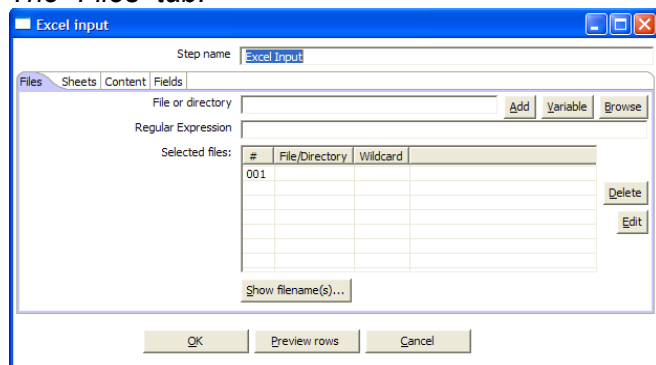 The "Files" tab.
Excel input
Step name Excel Input
Files Sheets Content Fields
File or directory Add Variable Browse
Regular Expression
Selected files: # File/Directory Wildcard
001
Delete
Edit
Show filename(s)...
OK Preview rows Cancel